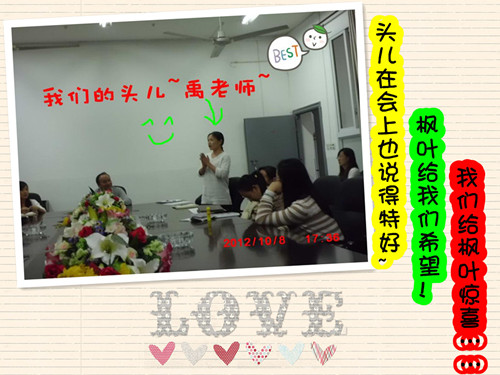 BEST
我们的头儿~禹老师~
2012/10/8 17:36
头儿在会上也说得特好~
枫叶给我们希望！
我们给枫叶惊喜
LOVE